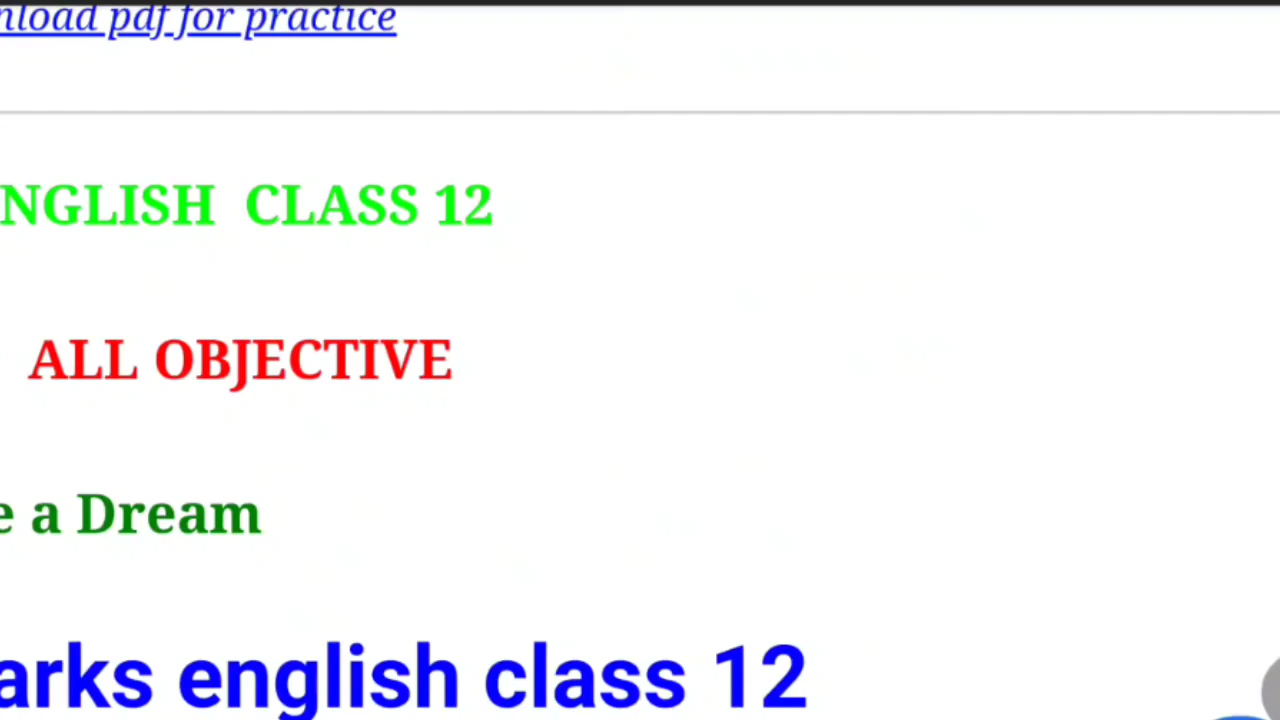 nload pdf for practice
NGLISH CLASS 12
ALL OBJECTIVE
e a Dream
arks english class 12